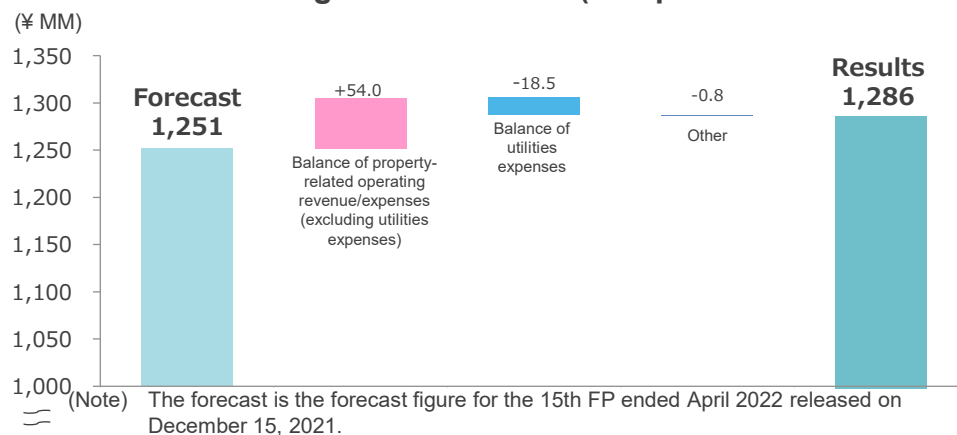 (¥ MM)
1,350
1,300
1,250
1,200
1,150
1,100
1,050
1,000
Forecast
1,251
+54.0
Balance of property-
related operating
revenue/expenses
(excluding utilities
expenses)
-18.5
Balance of
utilities
expenses
-0.8
Other
Results
1,286
(Note) The forecast is the forecast figure for the 15th FP ended April 2022 released on
December 15, 2021.